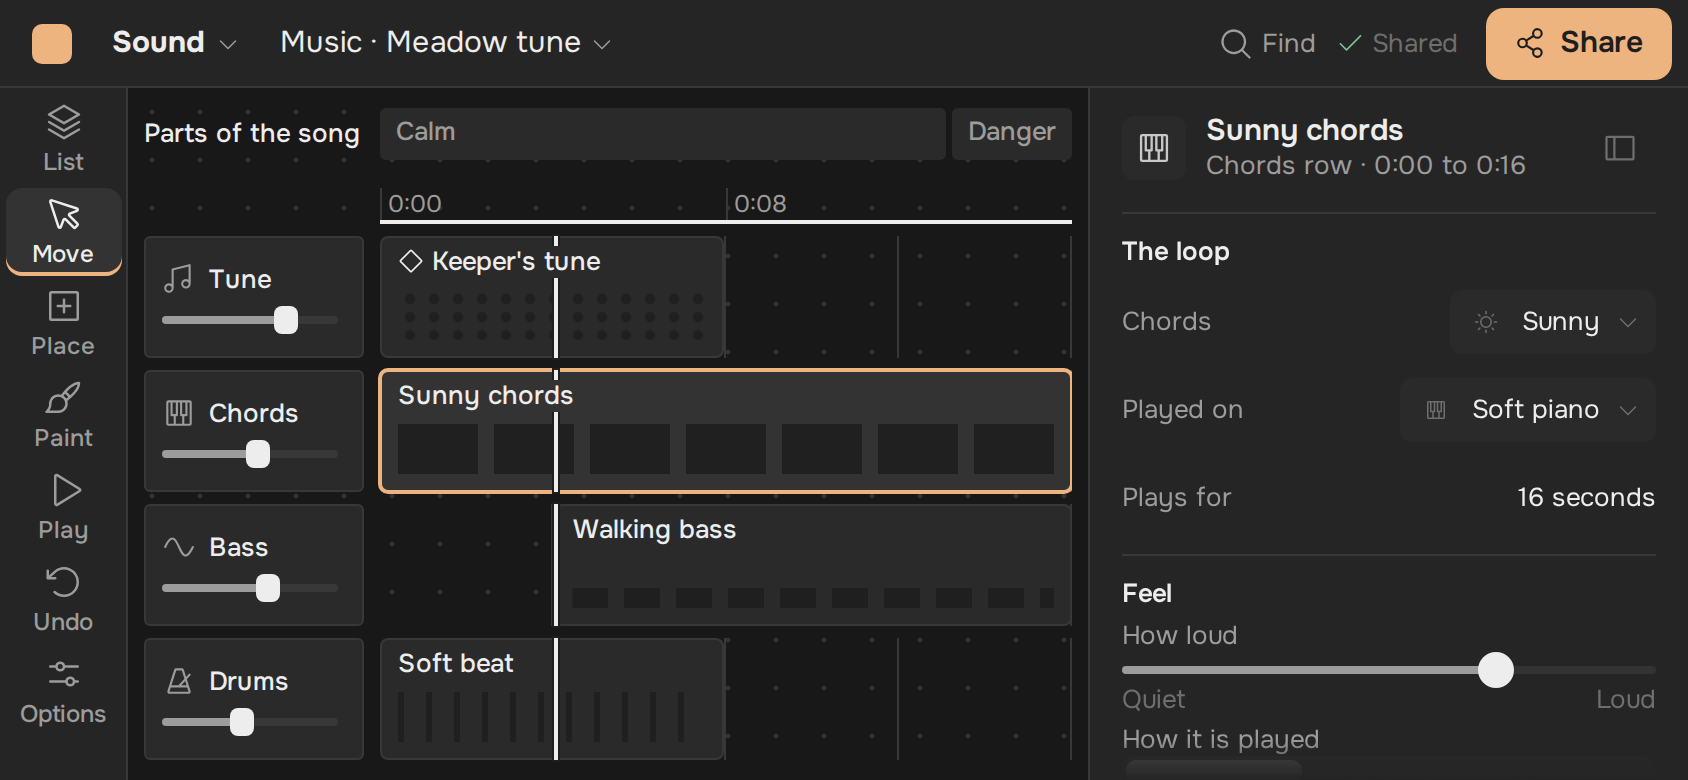 Sound
Music · Meadow tune
Find
Shared
Share
List
Move
Place
Paint
Play
Undo
Options
Parts of the song
Calm
Danger
0:00
0:08
Tune
Keeper's tune
Chords
Sunny chords
Bass
Walking bass
Drums
Soft beat
Sunny chords
Chords row · 0:00 to 0:16
The loop
Chords
Sunny
Played on
Soft piano
Plays for
16 seconds
Feel
How loud
Quiet
Loud
How it is played